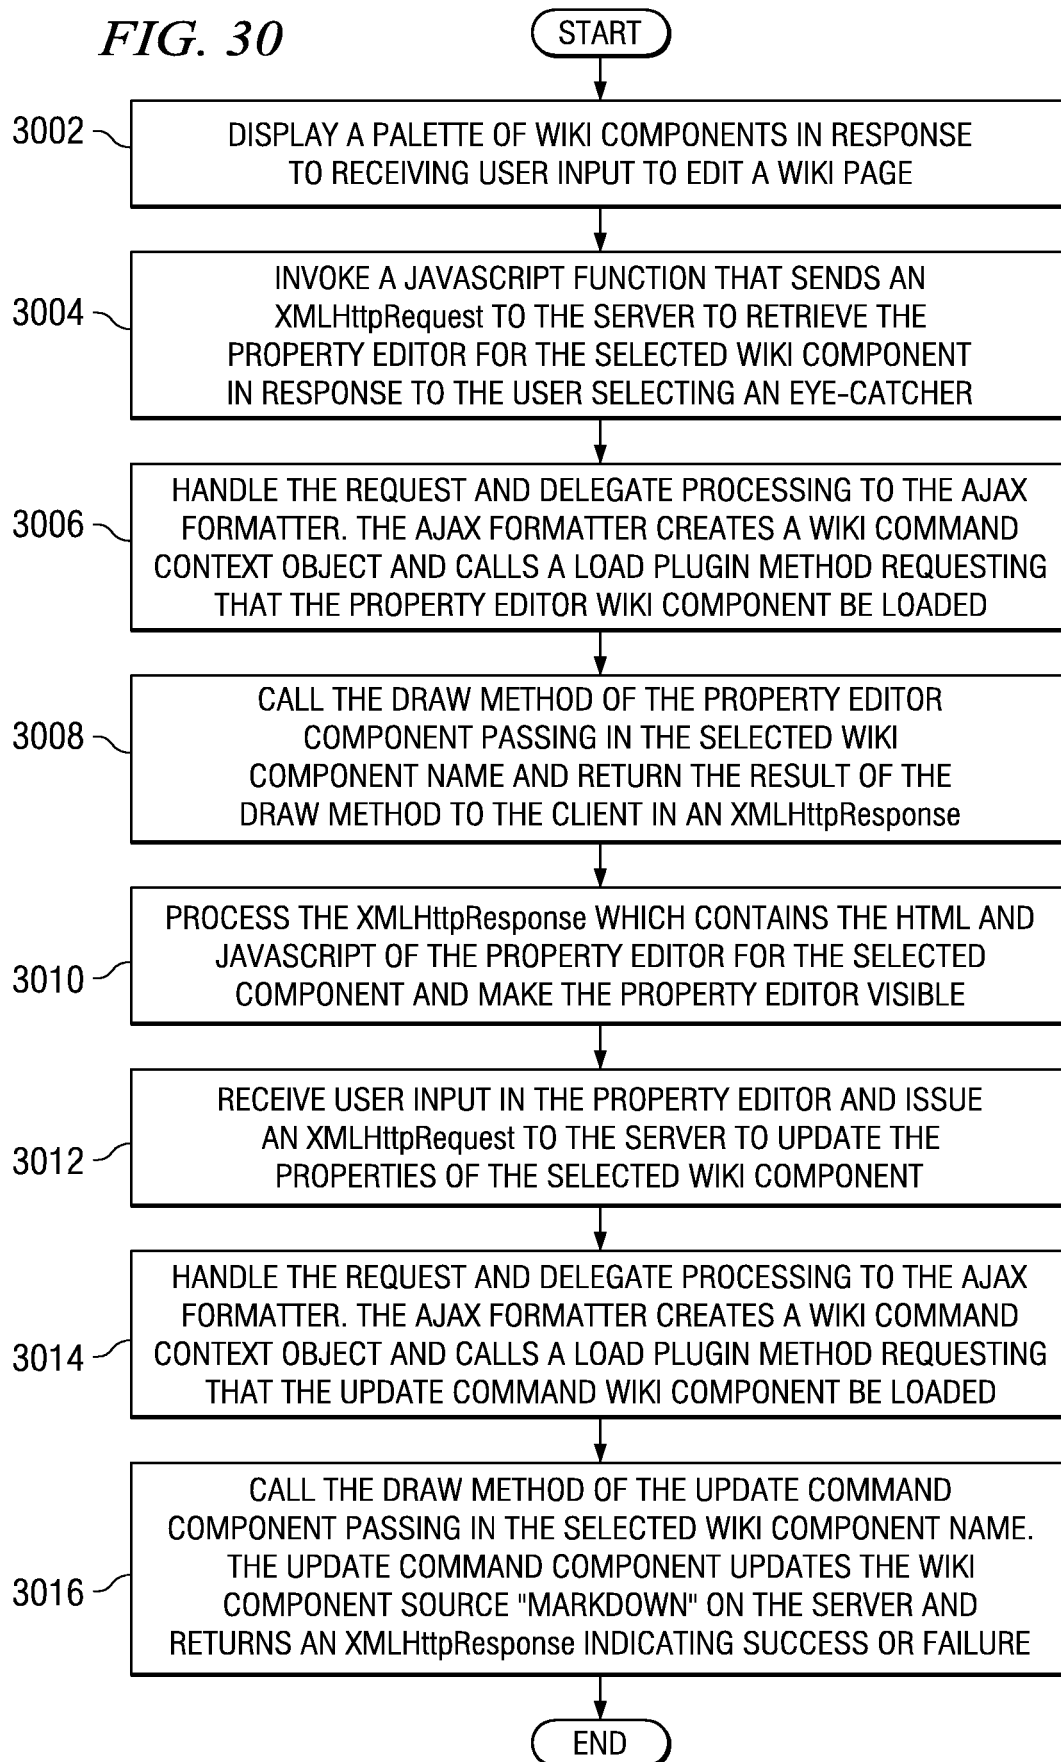 FIG. 30
START
3002
DISPLAY A PALETTE OF WIKI COMPONENTS IN RESPONSE
TO RECEIVING USER INPUT TO EDIT A WIKI PAGE
3004
INVOKE A JAVASCRIPT FUNCTION THAT SENDS AN
XMLHttpRequest TO THE SERVER TO RETRIEVE THE
PROPERTY EDITOR FOR THE SELECTED WIKI COMPONENT
IN RESPONSE TO THE USER SELECTING AN EYE-CATCHER
3006
HANDLE THE REQUEST AND DELEGATE PROCESSING TO THE AJAX
FORMATTER. THE AJAX FORMATTER CREATES A WIKI COMMAND
CONTEXT OBJECT AND CALLS A LOAD PLUGIN METHOD REQUESTING
THAT THE PROPERTY EDITOR WIKI COMPONENT BE LOADED
3008
CALL THE DRAW METHOD OF THE PROPERTY EDITOR
COMPONENT PASSING IN THE SELECTED WIKI
COMPONENT NAME AND RETURN THE RESULT OF THE
DRAW METHOD TO THE CLIENT IN AN XMLHttpResponse
3010
PROCESS THE XMLHttpResponse WHICH CONTAINS THE HTML AND
JAVASCRIPT OF THE PROPERTY EDITOR FOR THE SELECTED
COMPONENT AND MAKE THE PROPERTY EDITOR VISIBLE
3012
RECEIVE USER INPUT IN THE PROPERTY EDITOR AND ISSUE
AN XMLHttpRequest TO THE SERVER TO UPDATE THE
PROPERTIES OF THE SELECTED WIKI COMPONENT
3014
HANDLE THE REQUEST AND DELEGATE PROCESSING TO THE AJAX
FORMATTER. THE AJAX FORMATTER CREATES A WIKI COMMAND
CONTEXT OBJECT AND CALLS A LOAD PLUGIN METHOD REQUESTING
THAT THE UPDATE COMMAND WIKI COMPONENT BE LOADED
3016
CALL THE DRAW METHOD OF THE UPDATE COMMAND
COMPONENT PASSING IN THE SELECTED WIKI COMPONENT NAME.
THE UPDATE COMMAND COMPONENT UPDATES THE WIKI
COMPONENT SOURCE "MARKDOWN" ON THE SERVER AND
RETURNS AN XMLHttpResponse INDICATING SUCCESS OR FAILURE
END